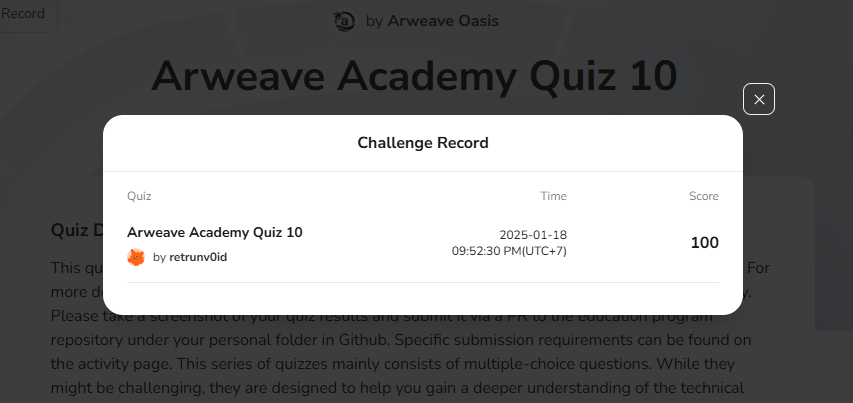 Record
by Arweave Oasis
Arweave Academy Quiz 10
Challenge Record
Quiz Time Score
Arweave Academy Quiz 10
2025-01-18
09:52:30 PM(UTC+7)
100
by retrunv0id
Quiz D
This qu For
more de y.
Please take a screenshot of your quiz results and submit it via a PR to the education program
repository under your personal folder in Github. Specific submission requirements can be found on
the activity page. This series of quizzes mainly consists of multiple-choice questions. While they
might be challenging, they are designed to help you gain a deeper understanding of the technical